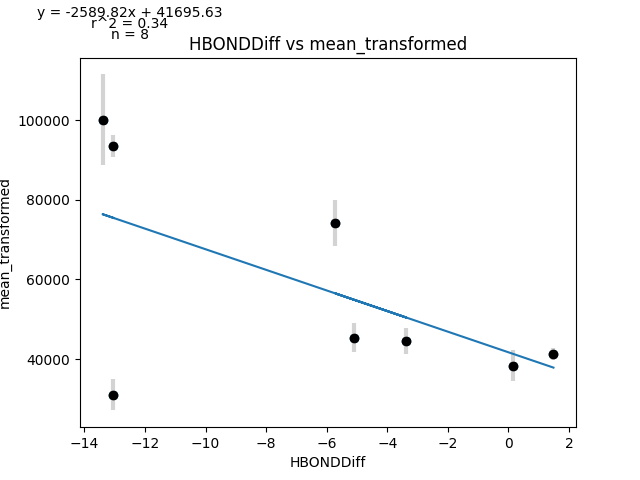 y = -2589.82x + 41695.63
r^2 = 0.34
n = 8
HBONDDiff vs mean_transformed
mean_transformed
100000
80000
60000
40000
−14 −12 −10 −8 −6 −4 −2 0 2
HBONDDiff